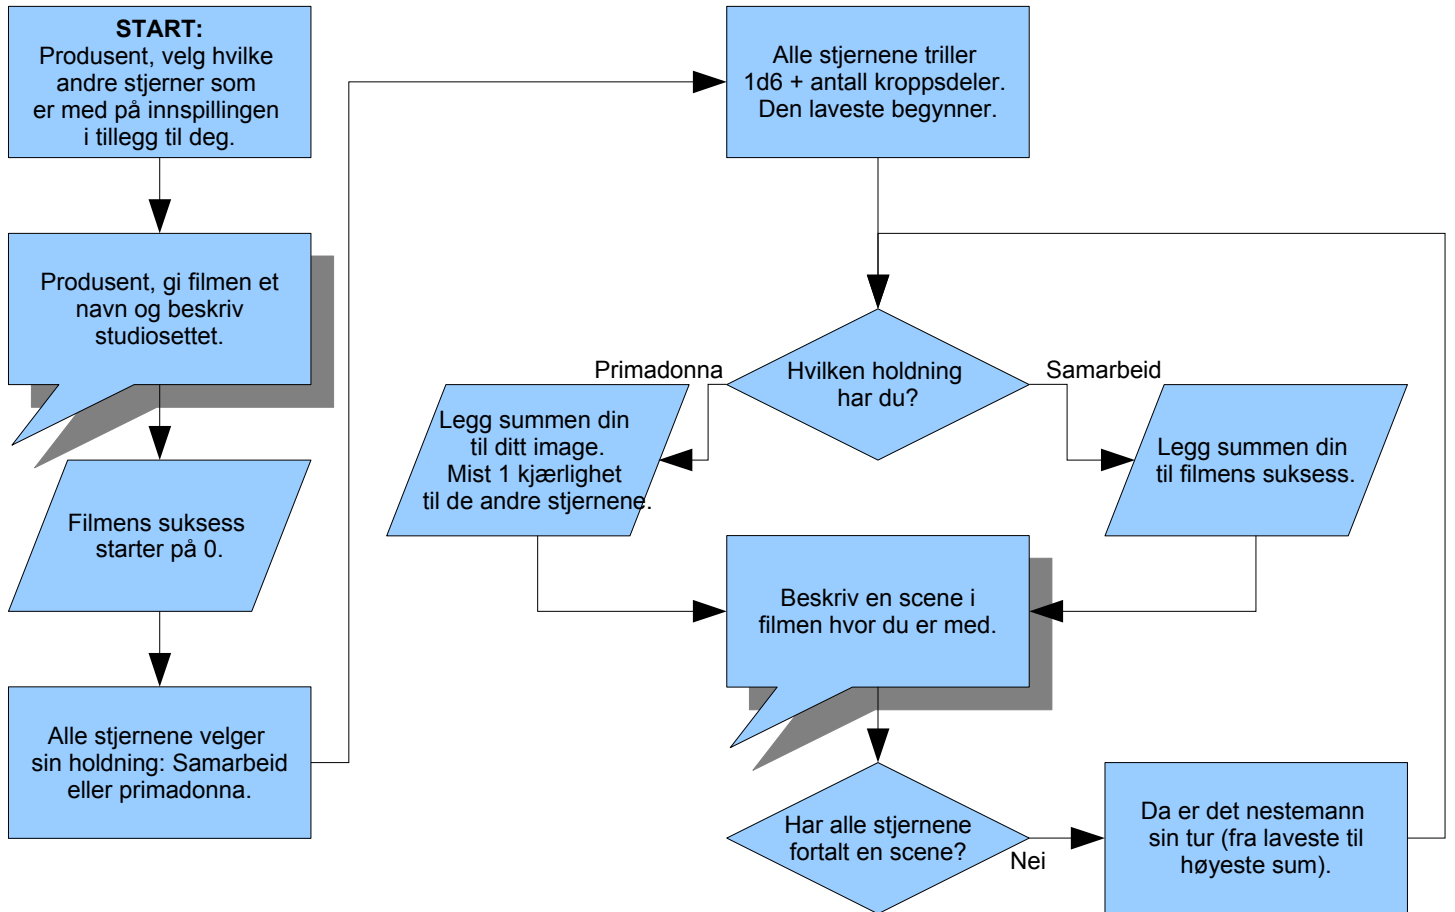 START:
Produsent, velg hvilke
andre stjerner som
er med på innspillingen
i tillegg til deg.
Produsent, gi filmen et
navn og beskriv
studiosettet.
Filmens suksess
starter på 0.
Alle stjernene velger
sin holdning: Samarbeid
eller primadonna.
Alle stjernene triller
1d6 + antall kroppsdeler.
Den laveste begynner.
Hvilken holdning
har du?
Primadonna
Samarbeid
Legg summen din
til ditt image.
Mist 1 kjærlighet
til de andre stjernene.
Legg summen din
til filmens suksess.
Beskriv en scene i
filmen hvor du er med.
Har alle stjernene
fortalt en scene?
Nei
Da er det nestemann
sin tur (fra laveste til
høyeste sum).